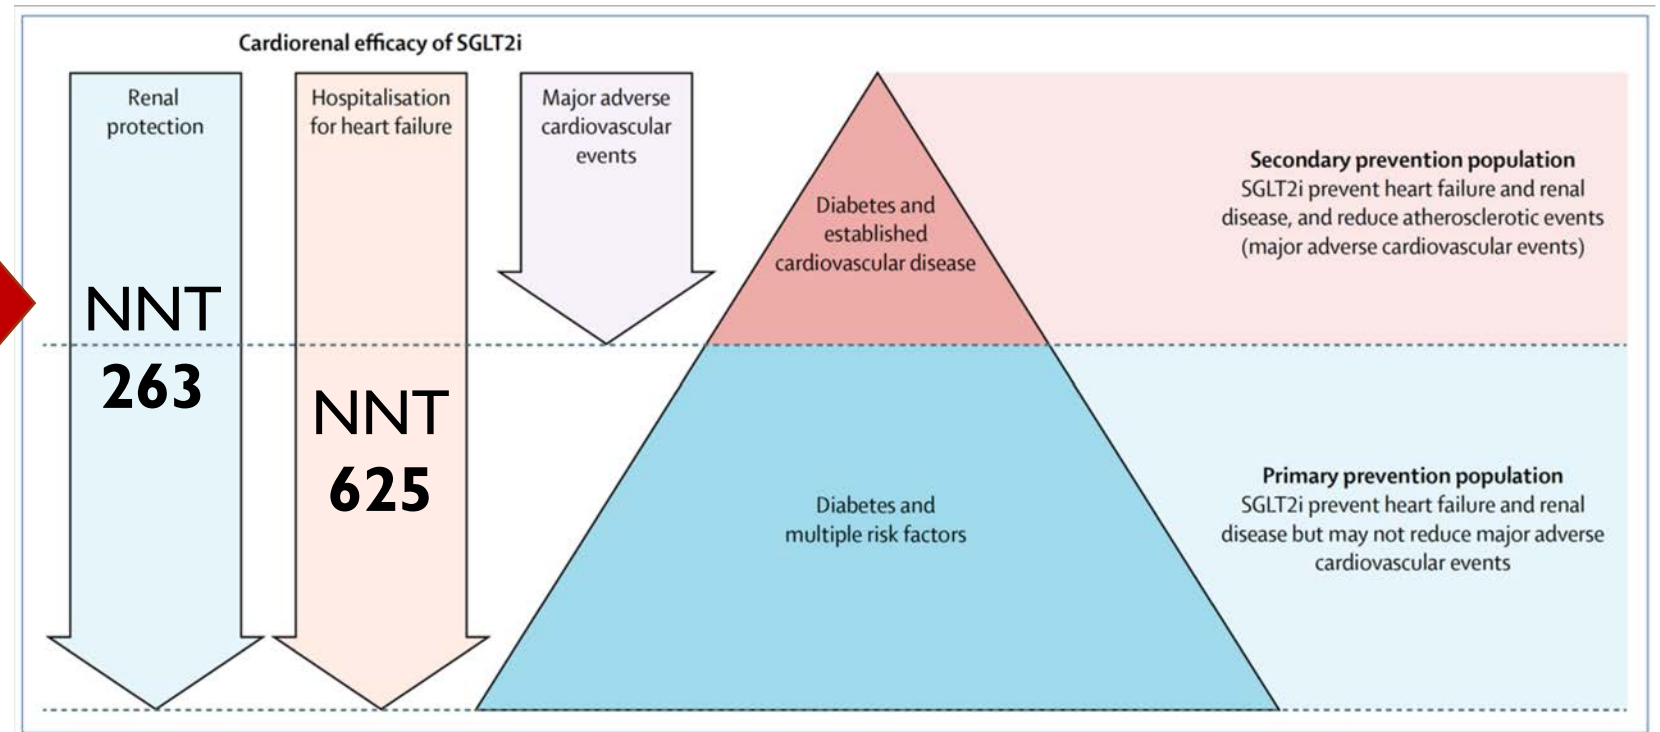 Cardiorenal efficacy of SGLT2i
Renal
protection
NNT
263
Hospitalisation
for heart failure
NNT
625
Major adverse
cardiovascular
events
Diabetes and
established
cardiovascular disease
Secondary prevention population
SGLT2i prevent heart failure and renal
disease, and reduce atherosclerotic events
(major adverse cardiovascular events)
Diabetes and
multiple risk factors
Primary prevention population
SGLT2i prevent heart failure and renal
disease but may not reduce major adverse
cardiovascular events